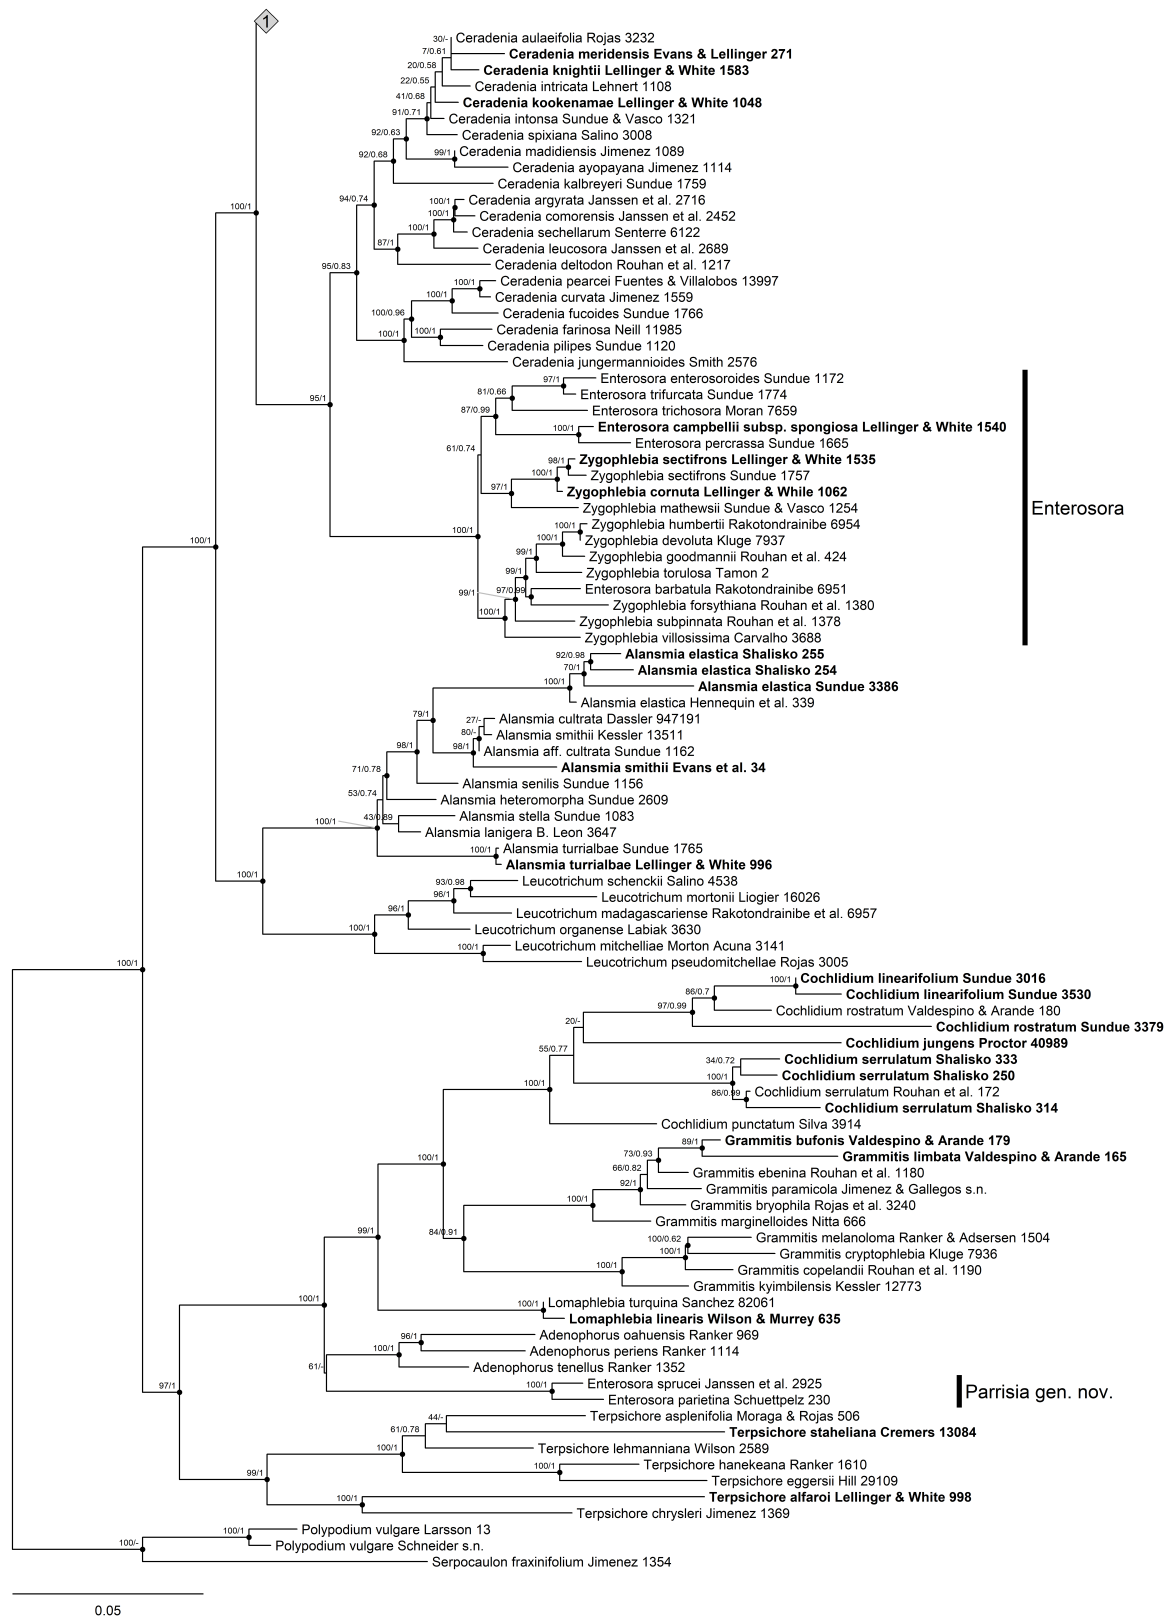 1
30/- Ceradenia aulaeifolia Rojas 3232
7/0.61 Ceradenia meridensis Evans & Lellinger 271
20/0.58 Ceradenia knightii Lellinger & White 1583
22/0.55 Ceradenia intricata Lehnert 1108
41/0.68 Ceradenia kookenamae Lellinger & White 1048
91/0.71 Ceradenia intonsa Sundue & Vasco 1321
92/0.63 Ceradenia spixiana Salino 3008
92/0.68 99/1 Ceradenia madidiensis Jimenez 1089
Ceradenia ayopayana Jimenez 1114
Ceradenia kalbreyeri Sundue 1759
94/0.74 100/1 Ceradenia argyrata Janssen et al. 2716
100/1 100/1 Ceradenia comorensis Janssen et al. 2452
100/1 Ceradenia sechellarum Senterre 6122
87/1 Ceradenia leucosora Janssen et al. 2689
95/0.83 Ceradenia deltodon Rouhan et al. 1217
100/1 Ceradenia pearcei Fuentes & Villalobos 13997
100/1 Ceradenia curvata Jimenez 1559
100/0.96 Ceradenia fucoides Sundue 1766
100/1 100/1 Ceradenia farinosa Neill 11985
Ceradenia pilipes Sundue 1120
Ceradenia jungermannioides Smith 2576
97/1 Enterosora enterosoroides Sundue 1172
95/1 81/0.66 Enterosora trifurcata Sundue 1774
87/0.99 Enterosora trichosora Moran 7659
100/1 Enterosora campbellii subsp. spongiosa Lellinger & White 1540
61/0.74 Enterosora percrassa Sundue 1665
98/1 Zygophlebia sectifrons Lellinger & White 1535
100/1 Zygophlebia sectifrons Sundue 1757
97/1 Zygophlebia cornuta Lellinger & While 1062
Zygophlebia mathewsii Sundue & Vasco 1254
Enterosora
100/1 100/1 Zygophlebia humbertii Rakotondrainibe 6954
100/1 Zygophlebia devoluta Kluge 7937
99/1 Zygophlebia goodmannii Rouhan et al. 424
99/1 Zygophlebia torulosa Tamon 2
99/1 97/0.99 Enterosora barbatula Rakotondrainibe 6951
100/1 Zygophlebia forsythiana Rouhan et al. 1380
Zygophlebia subpinnata Rouhan et al. 1378
Zygophlebia villosissima Carvalho 3688
92/0.98 Alansmia elastica Shalisko 255
70/1 Alansmia elastica Shalisko 254
100/1 Alansmia elastica Sundue 3386
Alansmia elastica Hennequin et al. 339
79/1 27/- Alansmia cultrata Dassler 947191
80/- Alansmia smithii Kessler 13511
98/1 98/1 Alansmia aff. cultrata Sundue 1162
71/0.78 Alansmia smithii Evans et al. 34
Alansmia senilis Sundue 1156
53/0.74 Alansmia heteromorpha Sundue 2609
100/1 43/0.89 Alansmia stella Sundue 1083
Alansmia lanigera B. Leon 3647
100/1 Alansmia turrialbae Sundue 1765
Alansmia turrialbae Lellinger & White 996
100/1 93/0.98 Leucotrichum schenckii Salino 4538
96/1 Leucotrichum mortonii Liogier 16026
96/1 Leucotrichum madagascariense Rakotondrainibe et al. 6957
100/1 Leucotrichum organense Labiak 3630
100/1 Leucotrichum mitchelliae Morton Acuna 3141
Leucotrichum pseudomitchellae Rojas 3005
100/1 100/1 Cochlidium linearifolium Sundue 3016
86/0.7 Cochlidium linearifolium Sundue 3530
97/0.99 Cochlidium rostratum Valdespino & Arande 180
20/- Cochlidium rostratum Sundue 3379
Cochlidium jungens Proctor 40989
55/0.77 34/0.72 Cochlidium serrulatum Shalisko 333
100/1 100/1 Cochlidium serrulatum Shalisko 250
86/0.99 Cochlidium serrulatum Rouhan et al. 172
Cochlidium serrulatum Shalisko 314
Cochlidium punctatum Silva 3914
89/1 Grammitis bufonis Valdespino & Arande 179
100/1 73/0.93 Grammitis limbata Valdespino & Arande 165
66/0.82 Grammitis ebenina Rouhan et al. 1180
92/1 Grammitis paramicola Jimenez & Gallegos s.n.
100/1 Grammitis bryophila Rojas et al. 3240
Grammitis marginelloides Nitta 666
99/1 84/0.91 100/0.62 Grammitis melanoloma Ranker & Adsersen 1504
100/1 Grammitis cryptophlebia Kluge 7936
100/1 Grammitis copelandii Rouhan et al. 1190
Grammitis kyimbilensis Kessler 12773
100/1 100/1 Lomaphlebia turquina Sanchez 82061
Lomaphlebia linearis Wilson & Murrey 635
96/1 Adenophorus oahuensis Ranker 969
100/1 Adenophorus periens Ranker 1114
61/- Adenophorus tenellus Ranker 1352
97/1 100/1 Enterosora sprucei Janssen et al. 2925
Parrisia gen. nov.
Enterosora parietina Schuettpelz 230
44/- Terpsichore asplenifolia Moraga & Rojas 506
61/0.78 Terpsichore staheliana Cremers 13084
100/1 Terpsichore lehmanniana Wilson 2589
100/1 Terpsichore hanekeana Ranker 1610
99/1 Terpsichore eggersii Hill 29109
100/1 Terpsichore alfaroi Lellinger & White 998
Terpsichore chrysleri Jimenez 1369
100/1 Polypodium vulgare Larsson 13
100/- Polypodium vulgare Schneider s.n.
Serpocaulon fraxinifolium Jimenez 1354
0.05